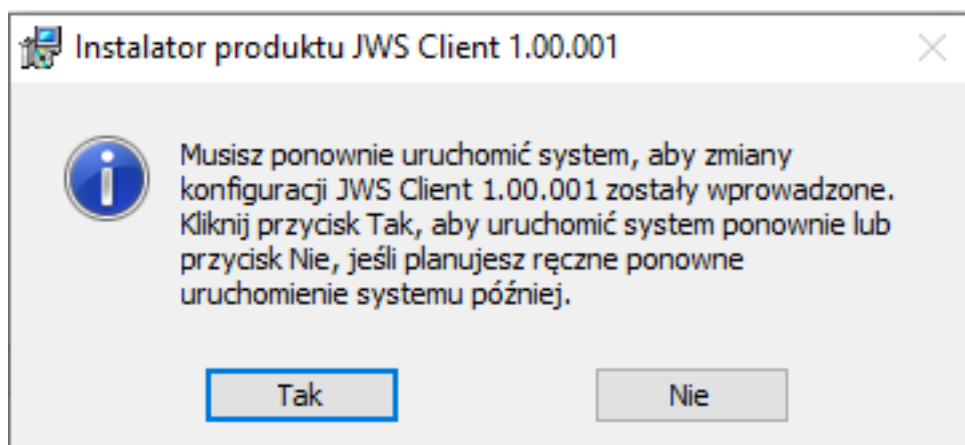 Instalator produktu JWS Client 1.00.001
Musisz ponownie uruchomić system, aby zmiany
konfiguracji JWS Client 1.00.001 zostały wprowadzone.
Kliknij przycisk Tak, aby uruchomić system ponownie lub
przycisk Nie, jeśli planujesz ręczne ponowne
uruchomienie systemu później.
Tak
Nie